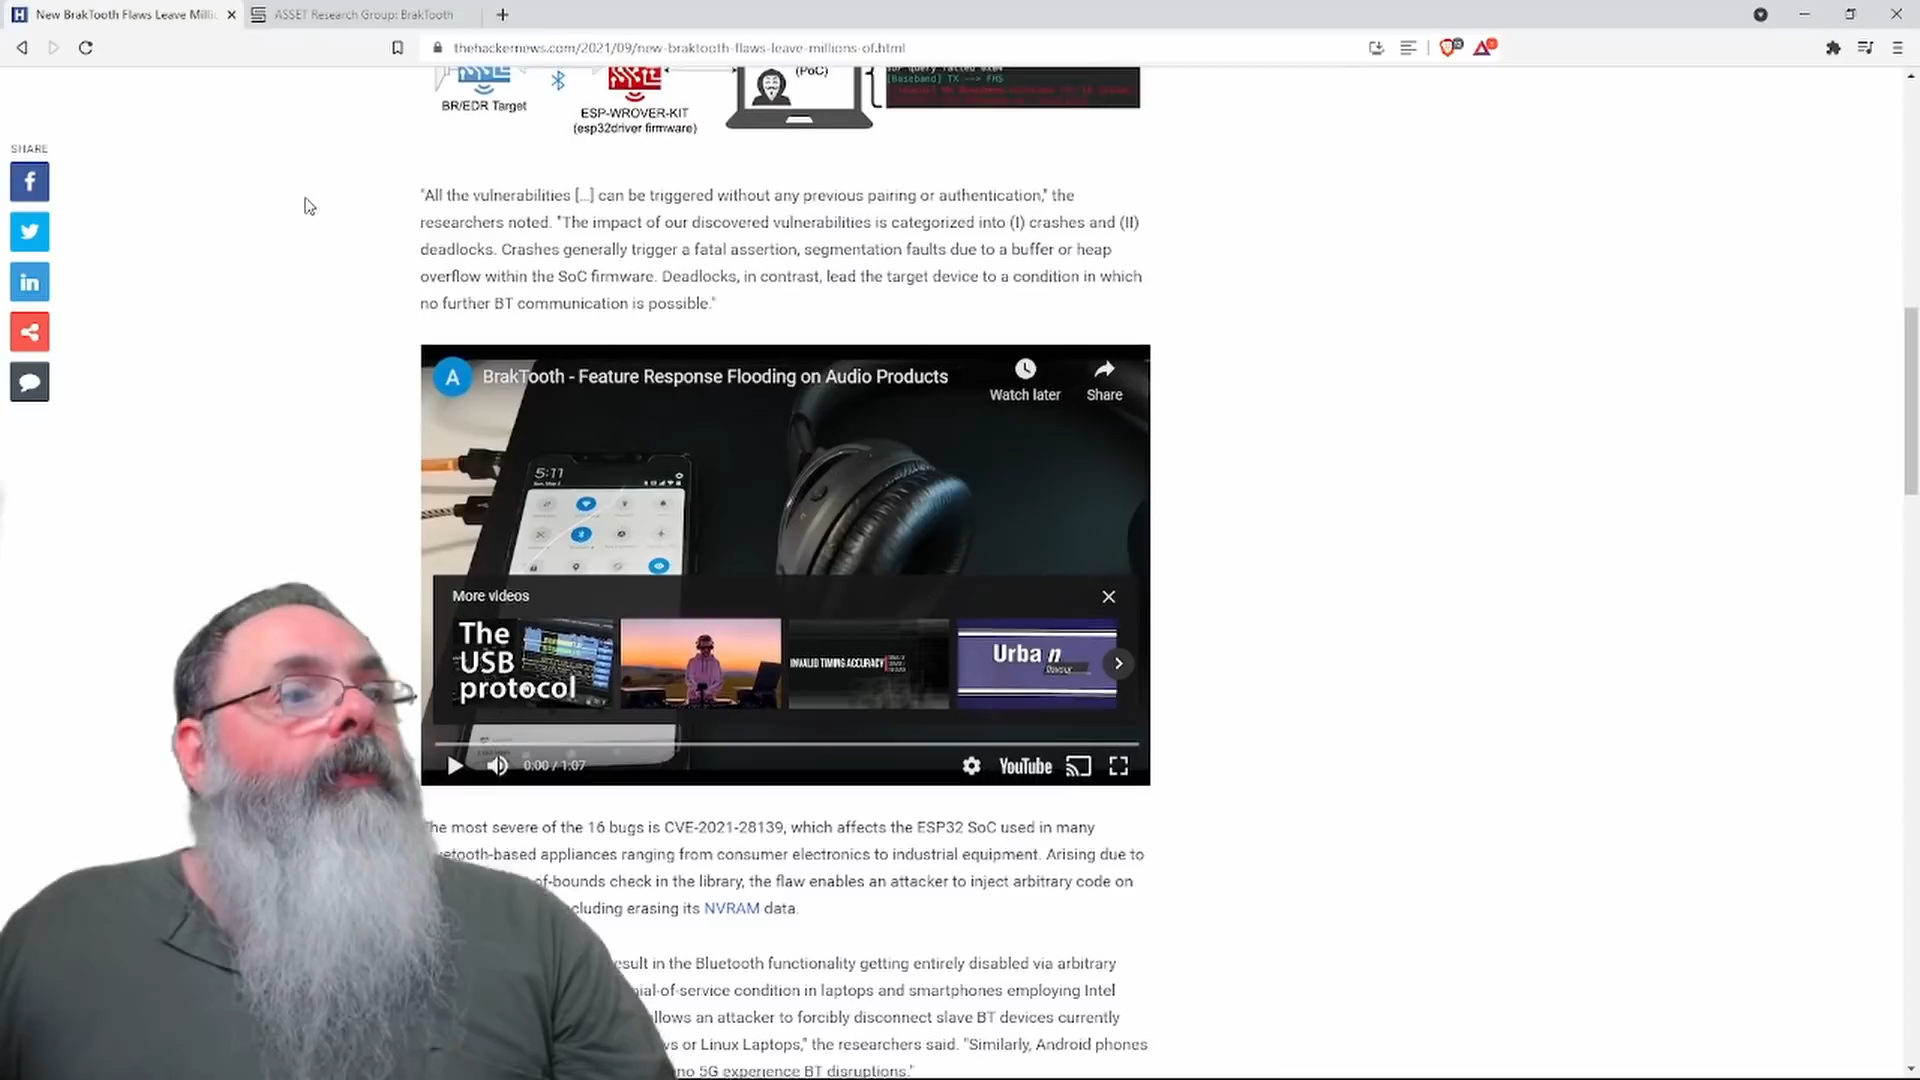 New BrakTooth Flaws Leave Milli
ASSET Research Group: BrakTooth
thehackernews.com/2021/09/new-braktooth-flaws-leave-millions-of.html
(PoC)
[Baseband] TX --> FHS
BR/EDR Target
ESP-WROVER-KIT
(esp32driver firmware)
SHARE
"All the vulnerabilities [...] can be triggered without any previous pairing or authentication," the
researchers noted. "The impact of our discovered vulnerabilities is categorized into (I) crashes and (II)
deadlocks. Crashes generally trigger a fatal assertion, segmentation faults due to a buffer or heap
overflow within the SoC firmware. Deadlocks, in contrast, lead the target device to a condition in which
no further BT communication is possible."
A
BrakTooth - Feature Response Flooding on Audio Products
Watch later
Share
5:11
More videos
The
USB
protocol
INVALID TIMING ACCURACY
Urba n
0:00 / 1:07
YouTube
The most severe of the 16 bugs is CVE-2021-28139, which affects the ESP32 SoC used in many
uetooth-based appliances ranging from consumer electronics to industrial equipment. Arising due to
of-bounds check in the library, the flaw enables an attacker to inject arbitrary code on
cluding erasing its NVRAM data.
esult in the Bluetooth functionality getting entirely disabled via arbitrary
nial-of-service condition in laptops and smartphones employing Intel
llows an attacker to forcibly disconnect slave BT devices currently
ws or Linux Laptops," the researchers said. "Similarly, Android phones
no 5G experience BT disruptions."